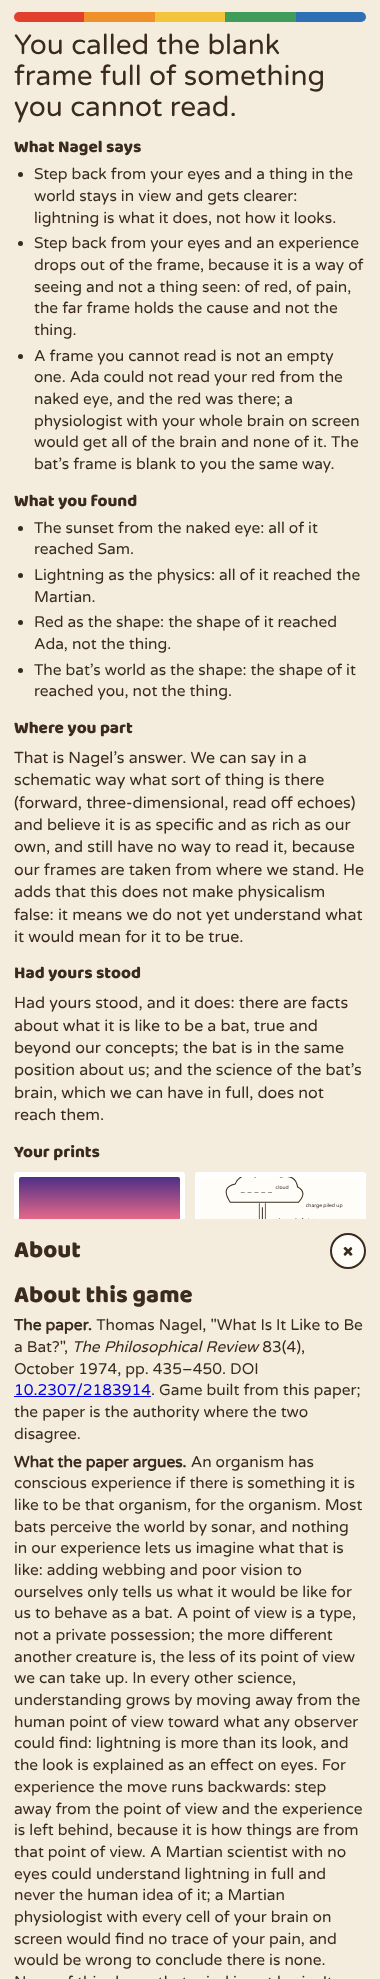 You called the blank
frame full of something
you cannot read.
What Nagel says
• Step back from your eyes and a thing in the
world stays in view and gets clearer:
lightning is what it does, not how it looks.
• Step back from your eyes and an experience
drops out of the frame, because it is a way of
seeing and not a thing seen: of red, of pain,
the far frame holds the cause and not the
thing.
• A frame you cannot read is not an empty
one. Ada could not read your red from the
naked eye, and the red was there; a
physiologist with your whole brain on screen
would get all of the brain and none of it. The
bat’s frame is blank to you the same way.
What you found
• The sunset from the naked eye: all of it
reached Sam.
• Lightning as the physics: all of it reached the
Martian.
• Red as the shape: the shape of it reached
Ada, not the thing.
• The bat’s world as the shape: the shape of it
reached you, not the thing.
Where you part
That is Nagel’s answer. We can say in a
schematic way what sort of thing is there
(forward, three-dimensional, read off echoes)
and believe it is as specific and as rich as our
own, and still have no way to read it, because
our frames are taken from where we stand. He
adds that this does not make physicalism
false: it means we do not yet understand what
it would mean for it to be true.
Had yours stood
Had yours stood, and it does: there are facts
about what it is like to be a bat, true and
beyond our concepts; the bat is in the same
position about us; and the science of the bat’s
brain, which we can have in full, does not
reach them.
Your prints
cloud
charge piled up
About
×
About this game
The paper. Thomas Nagel, "What Is It Like to Be
a Bat?", The Philosophical Review 83(4),
October 1974, pp. 435–450. DOI
10.2307/2183914. Game built from this paper;
the paper is the authority where the two
disagree.
What the paper argues. An organism has
conscious experience if there is something it is
like to be that organism, for the organism. Most
bats perceive the world by sonar, and nothing
in our experience lets us imagine what that is
like: adding webbing and poor vision to
ourselves only tells us what it would be like for
us to behave as a bat. A point of view is a type,
not a private possession; the more different
another creature is, the less of its point of view
we can take up. In every other science,
understanding grows by moving away from the
human point of view toward what any observer
could find: lightning is more than its look, and
the look is explained as an effect on eyes. For
experience the move runs backwards: step
away from the point of view and the experience
is left behind, because it is how things are from
that point of view. A Martian scientist with no
eyes could understand lightning in full and
never the human idea of it; a Martian
physiologist with every cell of your brain on
screen would find no trace of your pain, and
would be wrong to conclude there is none.